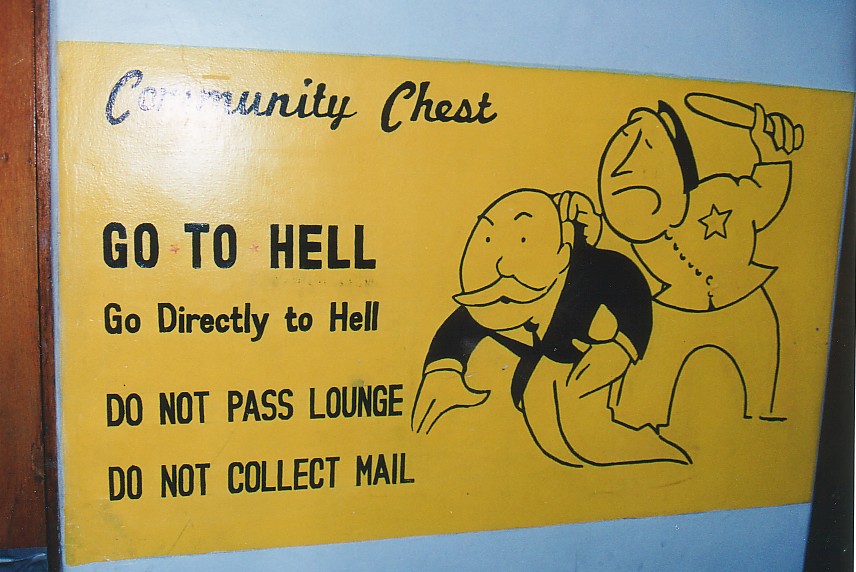 Community Chest
GO * TO * HELL
Go Directly to Hell
DO NOT PASS LOUNGE
DO NOT COLLECT MAIL